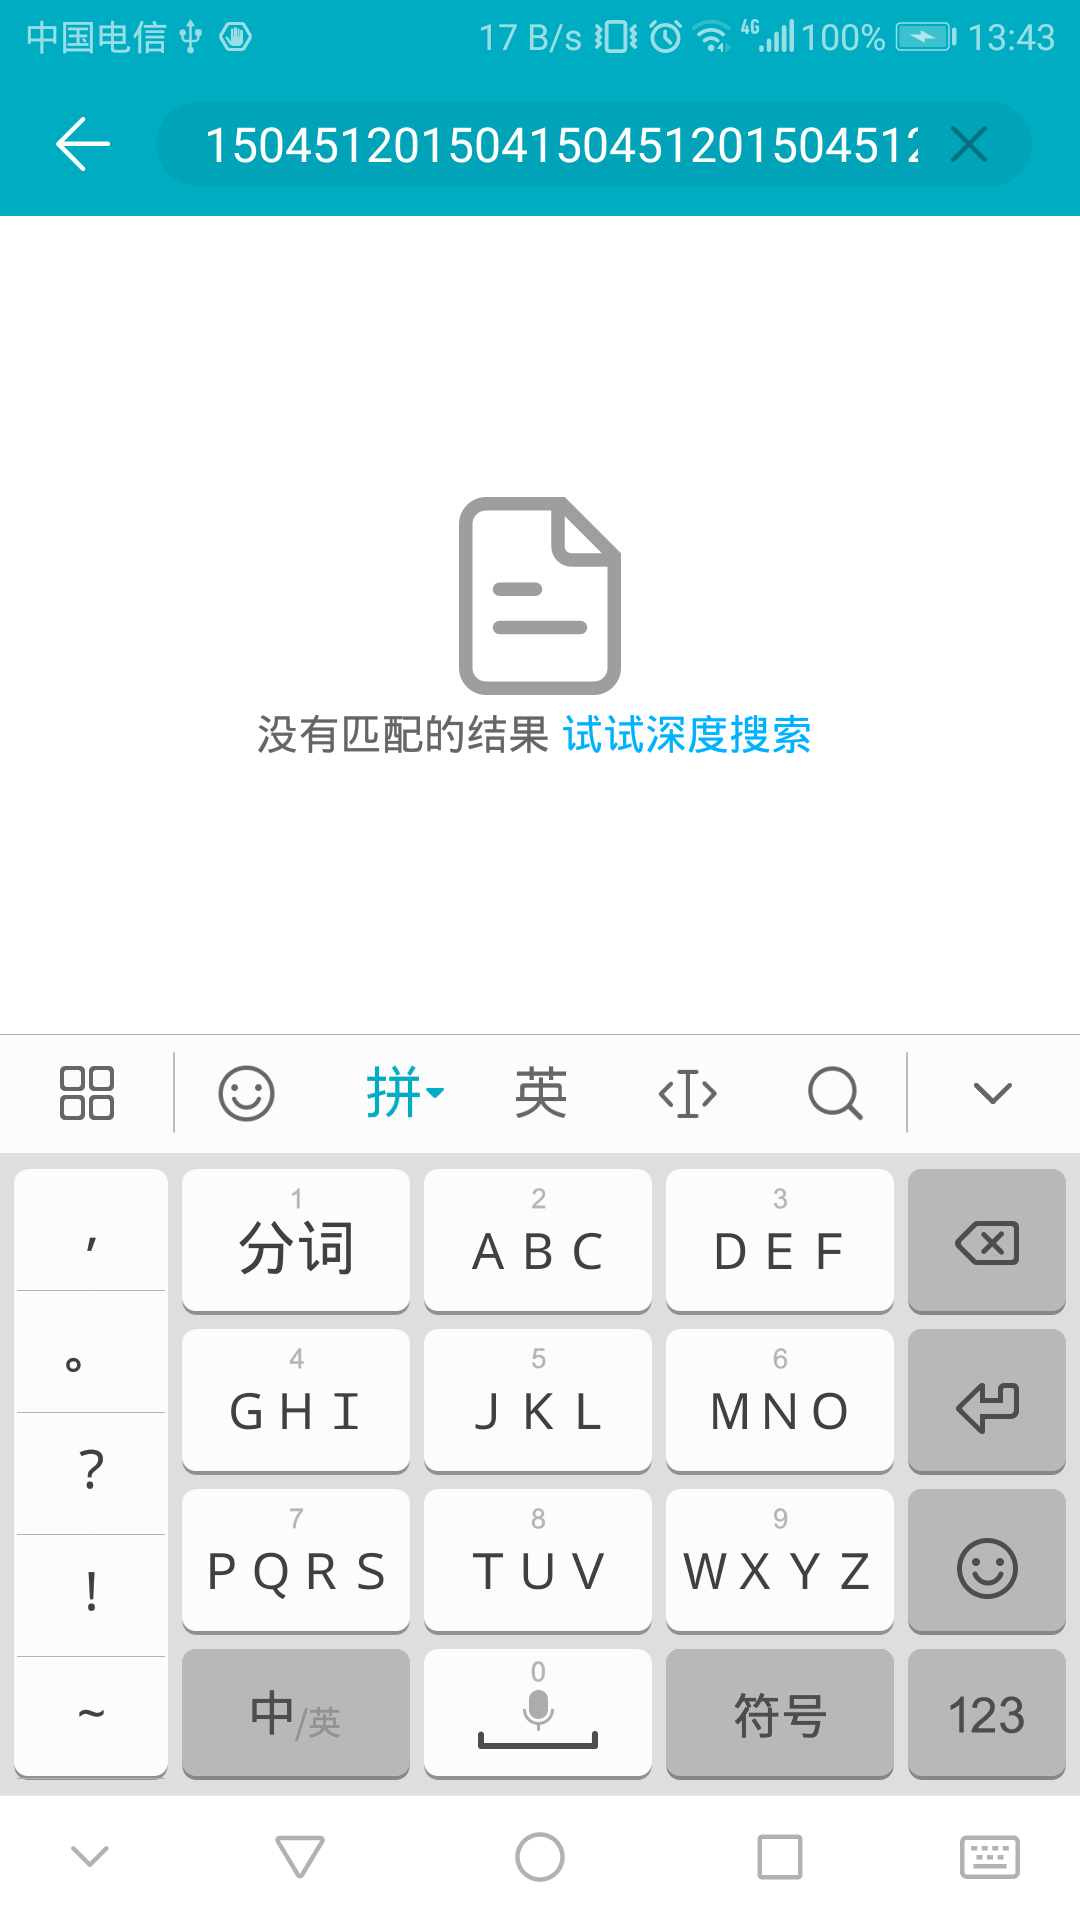 中国电信 17 B/s 4G 100% 13:43
150451201504150451201504512
没有匹配的结果 试试深度搜索
拼 英
, 1 分词 2 ABC 3 DEF
。 4 GHI 5 JKL 6 MNO
?
7 PQRS 8 TUV 9 WXYZ
!
~ 中/英 0 符号 123